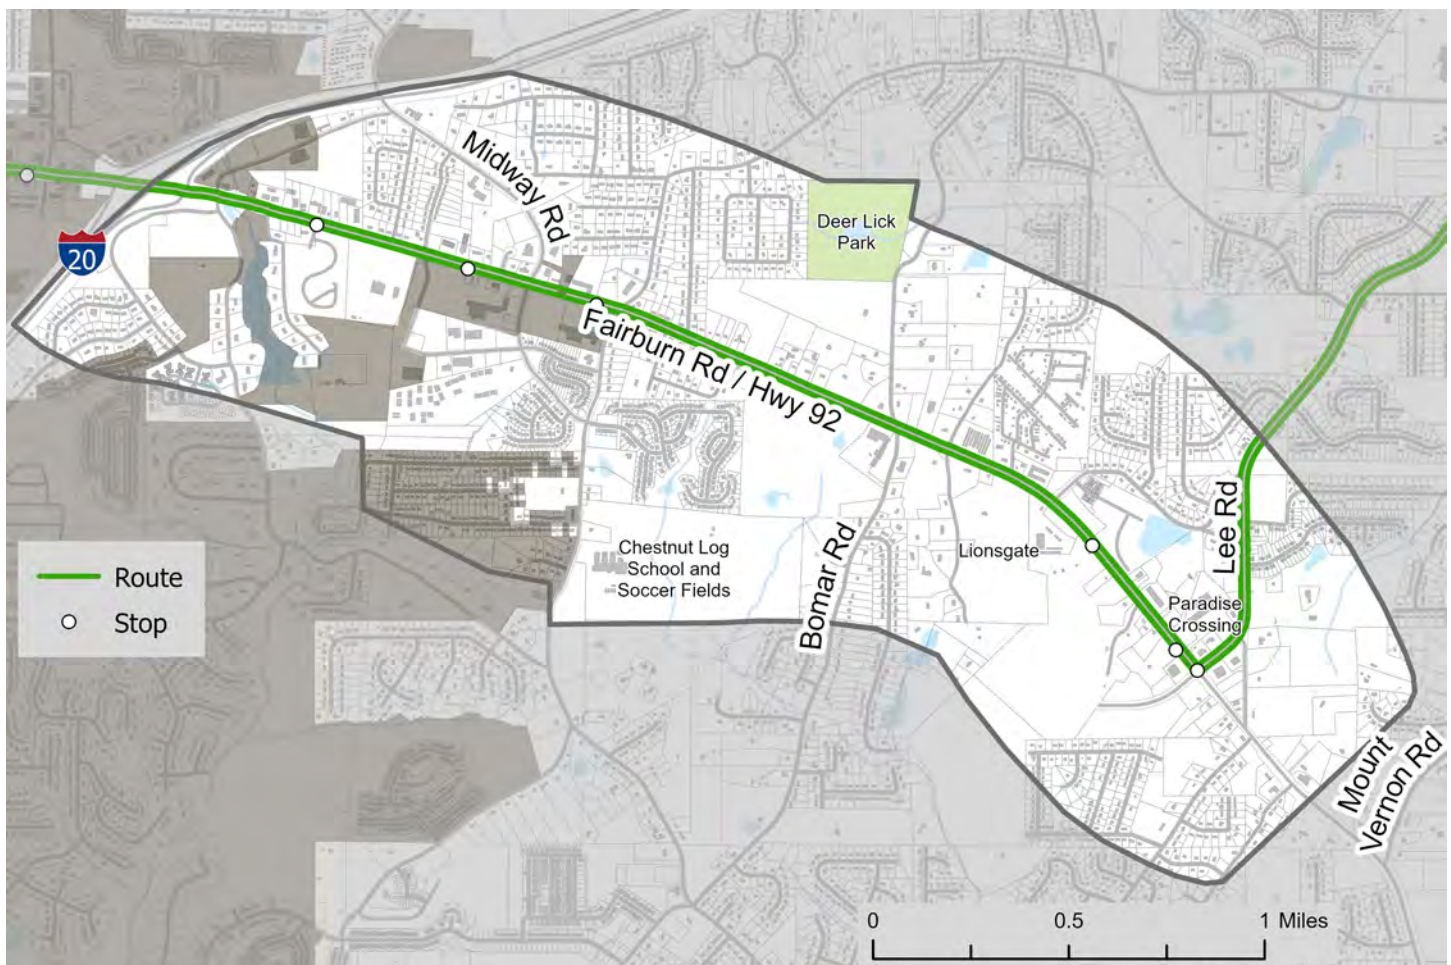 Midway Rd
Deer Lick
Park
20
Fairburn Rd / Hwy 92
Lee Rd
Chestnut Log
School and
Soccer Fields
Lionsgate
Bomar Rd
Paradise
Crossing
Route
Stop
Mount
Vernon Rd
0 0.5 1 Miles